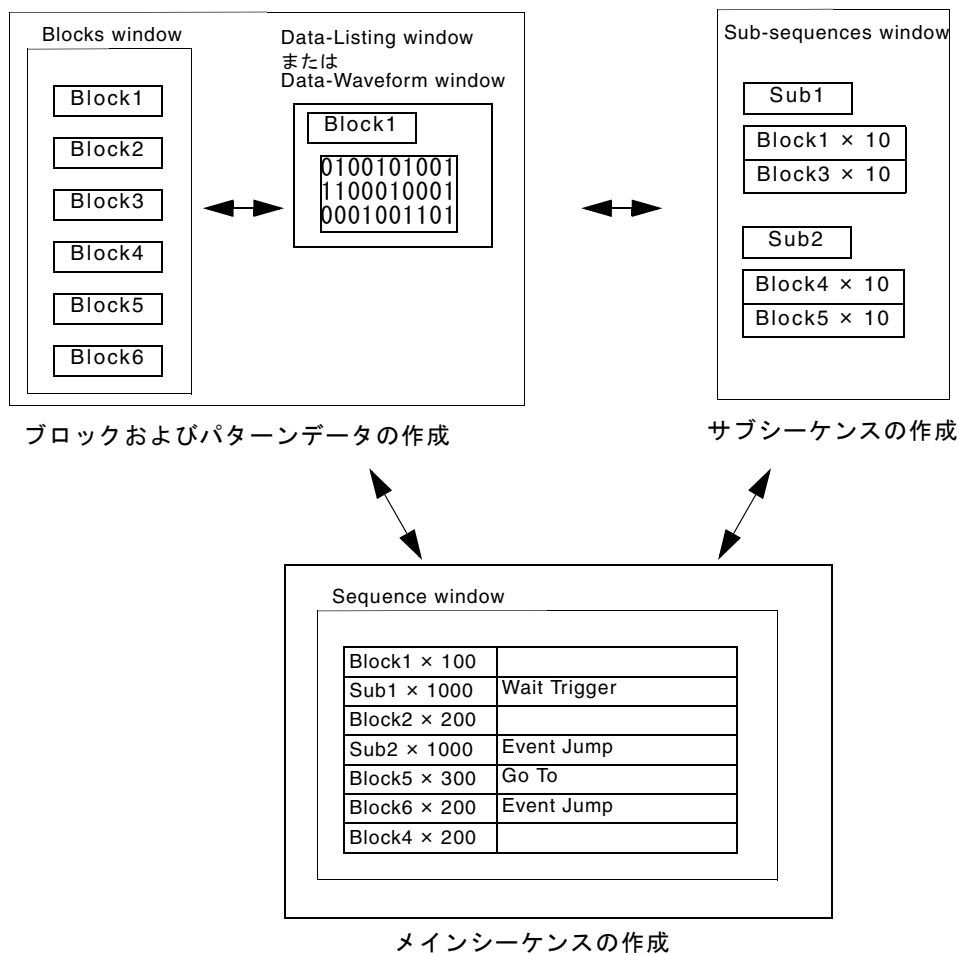 Blocks window
Block1
Block2
Block3
Block4
Block5
Block6
Data-Listing window
または
Data-Waveform window
Block1
0100101001
1100010001
0001001101
ブロックおよびパターンデータの作成
Sub-sequences window
Sub1
Block1 × 10
Block3 × 10
Sub2
Block4 × 10
Block5 × 10
サブシーケンスの作成
Sequence window
Block1 × 100
Sub1 × 1000 Wait Trigger
Block2 × 200
Sub2 × 1000 Event Jump
Block5 × 300 Go To
Block6 × 200 Event Jump
Block4 × 200
メインシーケンスの作成